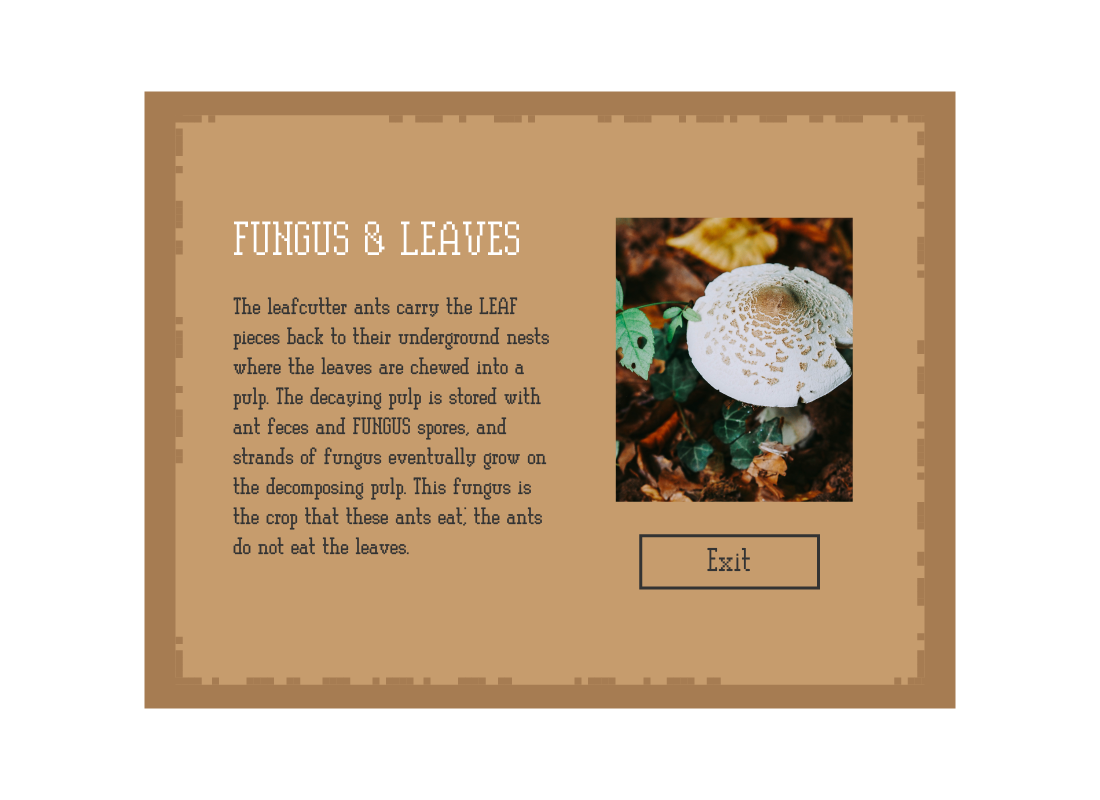 FUNGUS & LEAVES
The leafcutter ants carry the LEAF
pieces back to their underground nests
where the leaves are chewed into a
pulp. The decaying pulp is stored with
ant feces and FUNGUS spores, and
strands of fungus eventually grow on
the decomposing pulp. This fungus is
the crop that these ants eat; the ants
do not eat the leaves.
Exit